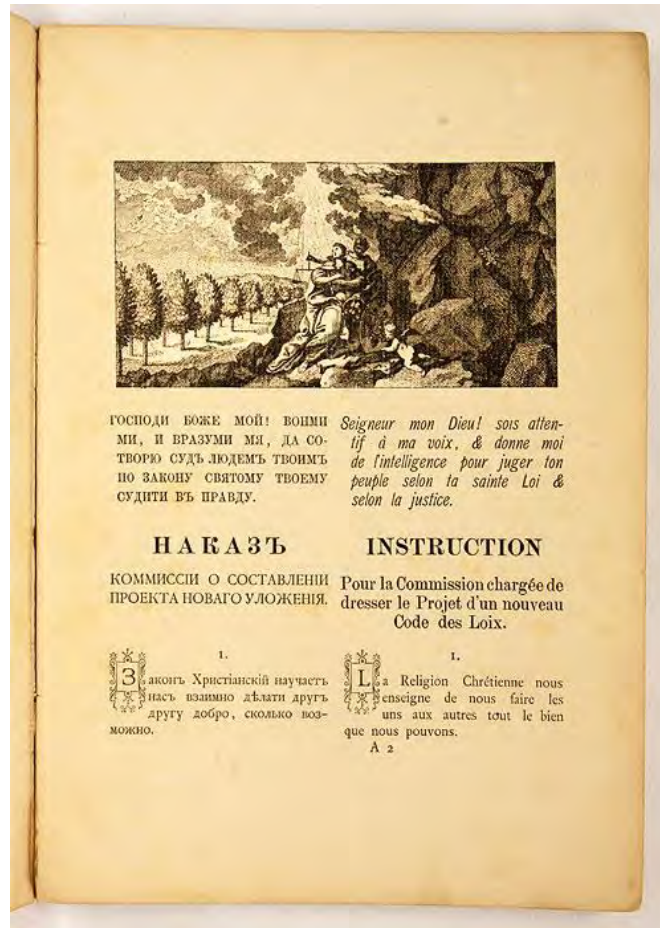 ГОСПОДИ БОЖЕ МОЙ! ВОНМИ
МИ, И ВРАЗУМИ МЯ, ДА СО-
ТВОРЮ СУДЪ ЛЮДЕМЪ ТВОИМЪ
ПО ЗАКОНУ СВЯТОМУ ТВОЕМУ
СУДИТИ ВЪ ПРАВДУ.
НАКАЗЪ
КОММИССІИ О СОСТАВЛЕНІИ
ПРОЕКТА НОВАГО УЛОЖЕНІЯ.
1.
Законъ Христіанскій научаетъ
насъ взаимно дѣлати другъ
другу добро, сколько воз-
можно.
Seigneur mon Dieu! sois atten-
tif à ma voix, & donne moi
de l'intelligence pour juger ton
peuple selon ta sainte Loi &
selon la justice.
INSTRUCTION
Pour la Commission chargée de
dresser le Projet d'un nouveau
Code des Loix.
1.
La Religion Chrétienne nous
enseigne de nous faire les
uns aux autres tout le bien
que nous pouvons.
A 2